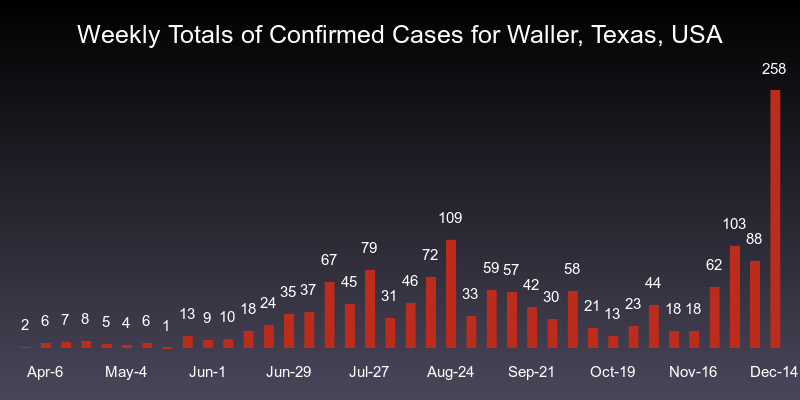 Weekly Totals of Confirmed Cases for Waller, Texas, USA
2 6 7 8 5 4 6 1 13 9 10 18 24 35 37 67 45 79 31 46 72 109 33 59 57 42 30 58 21 13 23 44 18 18 62 103 88 258
Apr-6 May-4 Jun-1 Jun-29 Jul-27 Aug-24 Sep-21 Oct-19 Nov-16 Dec-14